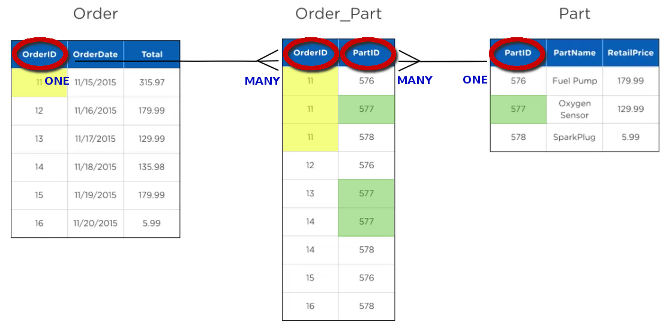 Order Order_Part Part
OrderID OrderDate Total
11 11/15/2015 315.97
12 11/16/2015 179.99
13 11/17/2015 129.99
14 11/18/2015 135.98
15 11/19/2015 179.99
16 11/20/2015 5.99
ONE
MANY
OrderID PartID
11 576
11 577
11 578
12 576
13 577
14 577
14 578
15 576
16 578
MANY
ONE
PartID PartName RetailPrice
576 Fuel Pump 179.99
577 Oxygen Sensor 129.99
578 SparkPlug 5.99